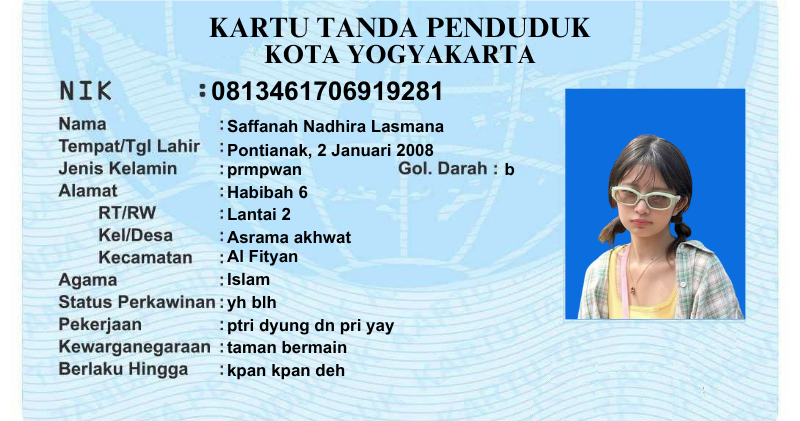 KARTU TANDA PENDUDUK
KOTA YOGYAKARTA
NIK : 0813461706919281
Nama : Saffanah Nadhira Lasmana
Tempat/Tgl Lahir : Pontianak, 2 Januari 2008
Jenis Kelamin : prmpwan Gol. Darah : b
Alamat : Habibah 6
RT/RW : Lantai 2
Kel/Desa : Asrama akhwat
Kecamatan : Al Fityan
Agama : Islam
Status Perkawinan : yh blh
Pekerjaan : ptri dyung dn pri yay
Kewarganegaraan : taman bermain
Berlaku Hingga : kpan kpan deh